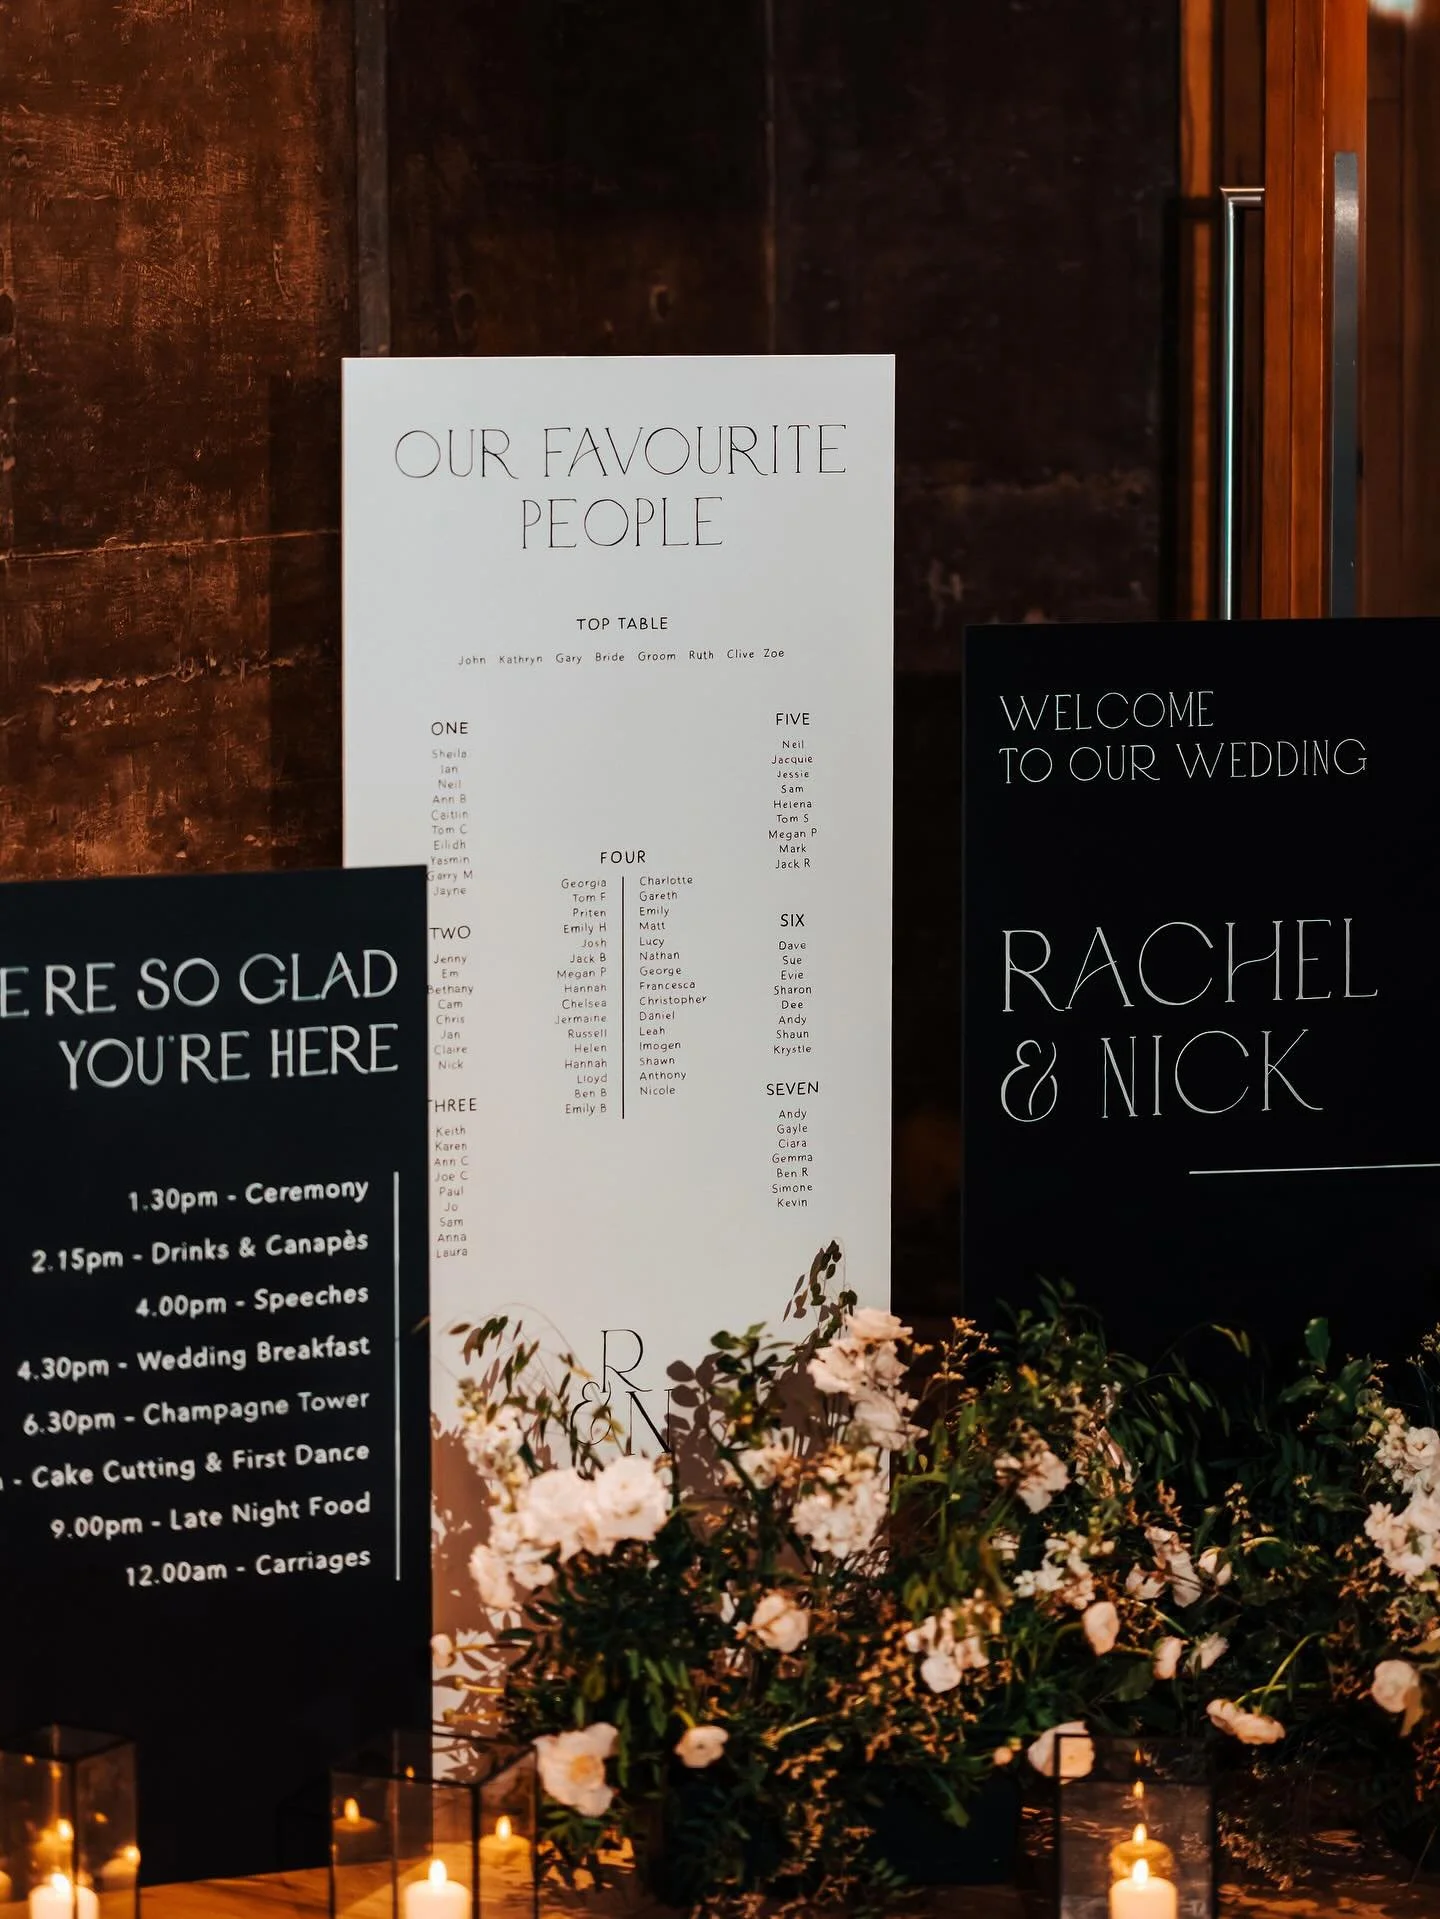 OUR FAVOURITE
PEOPLE
TOP TABLE
John Kathryn Gary Bride Groom Ruth Clive Zoe
ONE
Sheila
Ian
Neil
Ann B
Caitlin
Tom C
Eilidh
Yasmin
Garry M
Jayne
TWO
Jenny
Em
Bethany
Cam
Chris
Jan
Claire
Nick
THREE
Keith
Karen
Ann C
Joe C
Paul
Jo
Sam
Anna
Laura
FOUR
Georgia Charlotte
Tom F Gareth
Priten Emily
Emily H Matt
Josh Lucy
Jack B Nathan
Megan P George
Hannah Francesca
Chelsea Christopher
Jermaine Daniel
Russell Leah
Helen Imogen
Hannah Shawn
Lloyd Anthony
Ben B Nicole
Emily B
FIVE
Neil
Jacquie
Jessie
Sam
Helena
Tom S
Megan P
Mark
Jack R
SIX
Dave
Sue
Evie
Sharon
Dee
Andy
Shaun
Krystle
SEVEN
Andy
Gayle
Ciara
Gemma
Ben R
Simone
Kevin
R
&N
E'RE SO GLAD
YOU'RE HERE
1.30pm - Ceremony
2.15pm - Drinks & Canapès
4.00pm - Speeches
4.30pm - Wedding Breakfast
6.30pm - Champagne Tower
- Cake Cutting & First Dance
9.00pm - Late Night Food
12.00am - Carriages
WELCOME
TO OUR WEDDING
RACHEL
& NICK